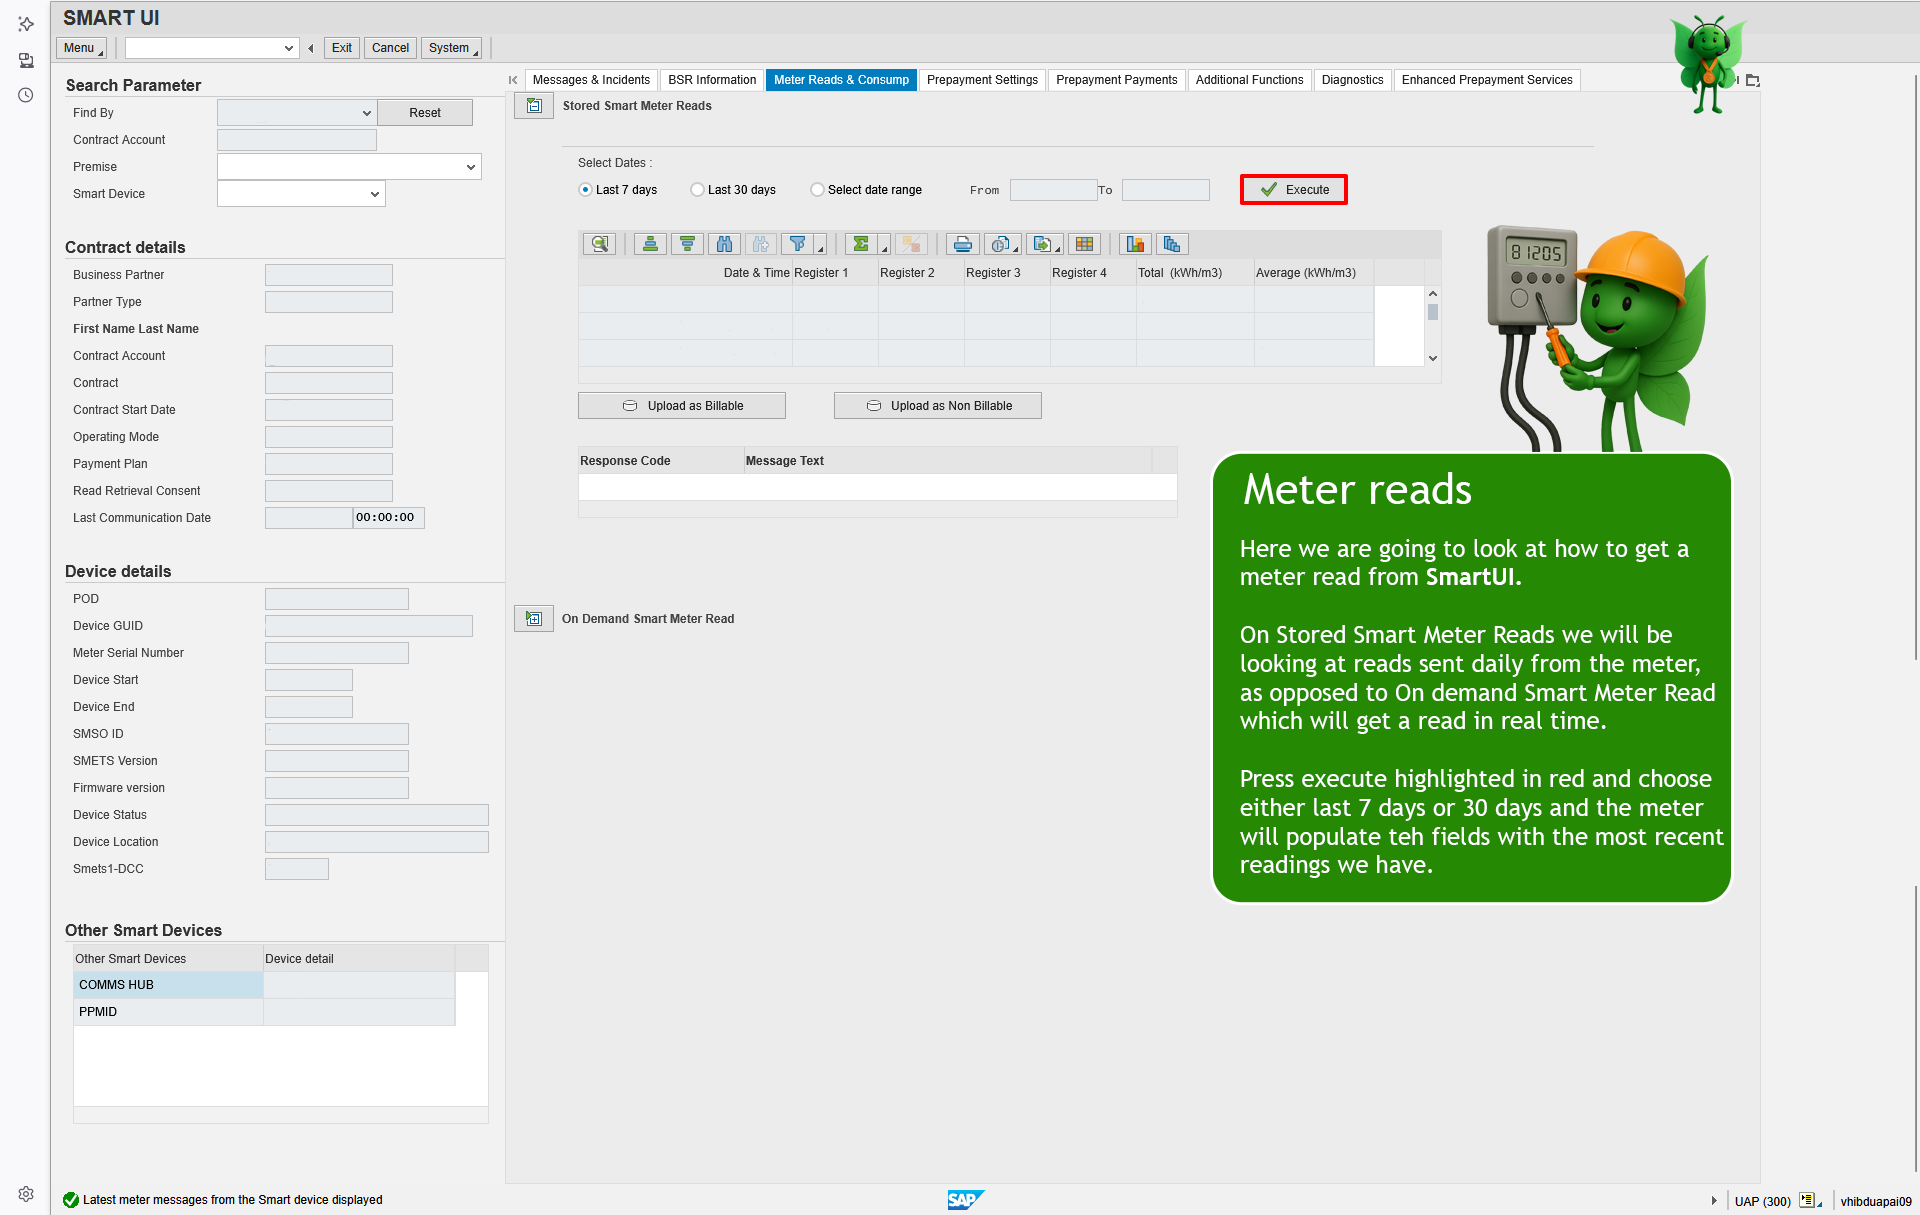 SMART UI
Menu
Exit
Cancel
System
Search Parameter
Find By
Reset
Contract Account
Premise
Smart Device
Contract details
Business Partner
Partner Type
First Name Last Name
Contract Account
Contract
Contract Start Date
Operating Mode
Payment Plan
Read Retrieval Consent
Last Communication Date
00:00:00
Device details
POD
Device GUID
Meter Serial Number
Device Start
Device End
SMSO ID
SMETS Version
Firmware version
Device Status
Device Location
Smets1-DCC
Other Smart Devices
Other Smart Devices Device detail
COMMS HUB
PPMID
Messages & Incidents
BSR Information
Meter Reads & Consump
Prepayment Settings
Prepayment Payments
Additional Functions
Diagnostics
Enhanced Prepayment Services
Stored Smart Meter Reads
Select Dates :
Last 7 days
Last 30 days
Select date range
From
To
Execute
Date & Time Register 1 Register 2 Register 3 Register 4 Total (kWh/m3) Average (kWh/m3)
Upload as Billable
Upload as Non Billable
Response Code Message Text
On Demand Smart Meter Read
81205
Meter reads
Here we are going to look at how to get a
meter read from SmartUI.
On Stored Smart Meter Reads we will be
looking at reads sent daily from the meter,
as opposed to On demand Smart Meter Read
which will get a read in real time.
Press execute highlighted in red and choose
either last 7 days or 30 days and the meter
will populate teh fields with the most recent
readings we have.
Latest meter messages from the Smart device displayed
SAP
UAP (300)
vhibduapai09